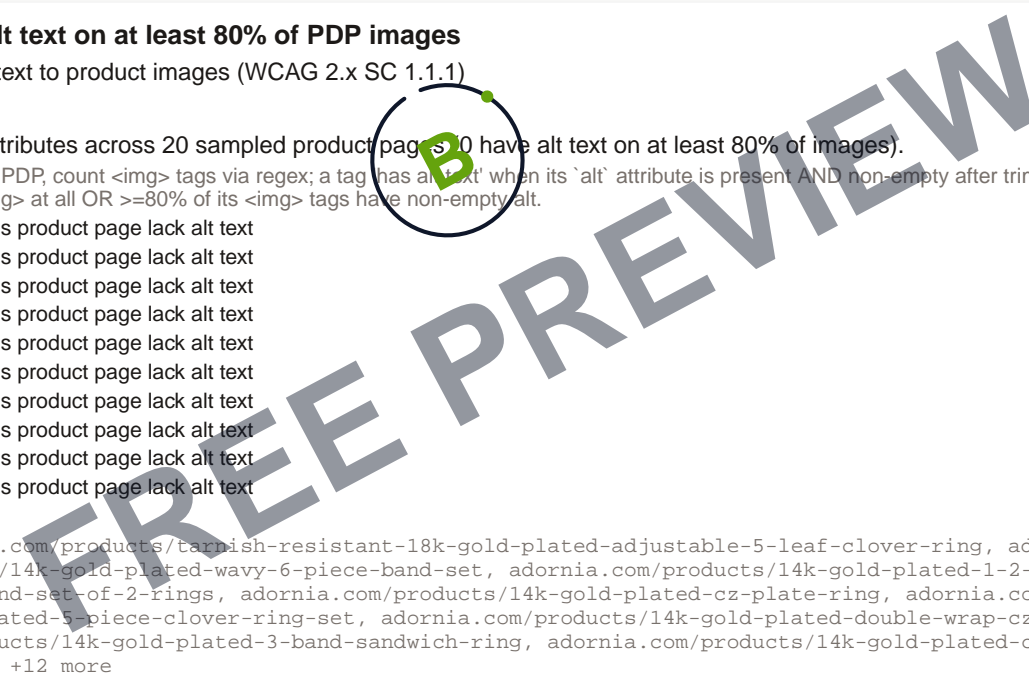 lt text on at least 80% of PDP images
text to product images (WCAG 2.x SC 1.1.1)
B
tributes across 20 sampled product pages (0 have alt text on at least 80% of images).
PDP, count <img> tags via regex; a tag 'has alt text' when its `alt` attribute is present AND non-empty after trim
g> at all OR >=80% of its <img> tags have non-empty alt.
s product page lack alt text
s product page lack alt text
s product page lack alt text
s product page lack alt text
s product page lack alt text
s product page lack alt text
s product page lack alt text
s product page lack alt text
s product page lack alt text
s product page lack alt text
FREE PREVIEW
.com/products/tarnish-resistant-18k-gold-plated-adjustable-5-leaf-clover-ring, ad
/14k-gold-plated-wavy-6-piece-band-set, adornia.com/products/14k-gold-plated-1-2-
nd-set-of-2-rings, adornia.com/products/14k-gold-plated-cz-plate-ring, adornia.co
ated-5-piece-clover-ring-set, adornia.com/products/14k-gold-plated-double-wrap-cz
ucts/14k-gold-plated-3-band-sandwich-ring, adornia.com/products/14k-gold-plated-c
+12 more